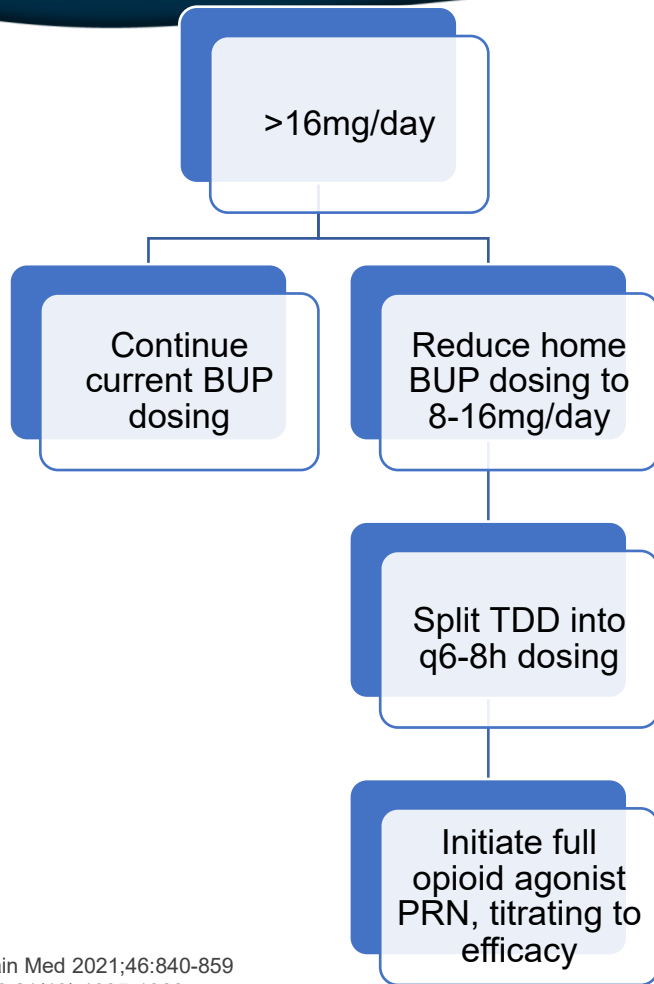 >16mg/day
Continue
current BUP
dosing
Reduce home
BUP dosing to
8-16mg/day
Split TDD into
q6-8h dosing
Initiate full
opioid agonist
PRN, titrating to
efficacy
ain Med 2021;46:840-859